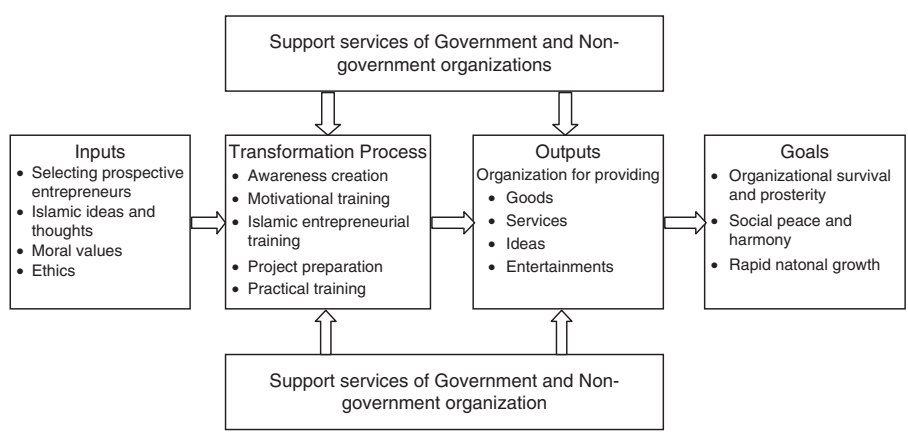 Support services of Government and Non-
government organizations
Inputs
• Selecting prospective
entrepreneurs
• Islamic ideas and
thoughts
• Moral values
• Ethics
Transformation Process
• Awareness creation
• Motivational training
• Islamic entrepreneurial
training
• Project preparation
• Practical training
Outputs
Organization for providing
• Goods
• Services
• Ideas
• Entertainments
Goals
• Organizational survival
and prosterity
• Social peace and
harmony
• Rapid natonal growth
Support services of Government and Non-
government organization